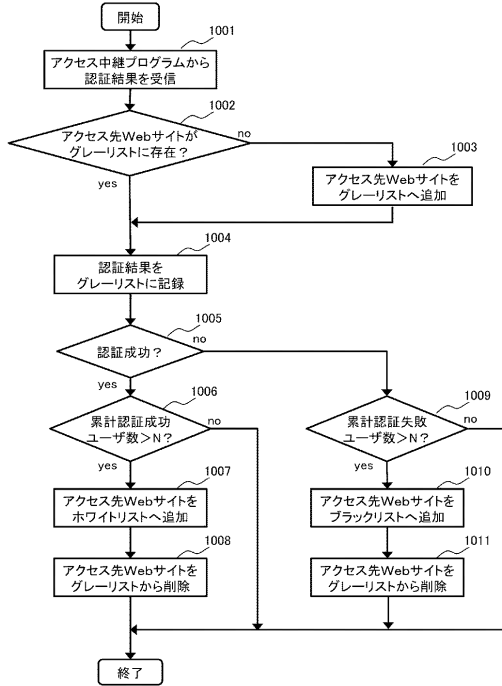 開始
1001
アクセス中継プログラムから
認証結果を受信
1002
アクセス先Webサイトが
グレーリストに存在？
no
yes
1003
アクセス先Webサイトを
グレーリストへ追加
1004
認証結果を
グレーリストに記録
1005
認証成功？
no
yes
1006
累計認証成功
ユーザ数＞N？
no
yes
1009
累計認証失敗
ユーザ数＞N？
no
yes
1007
アクセス先Webサイトを
ホワイトリストへ追加
1010
アクセス先Webサイトを
ブラックリストへ追加
1008
アクセス先Webサイトを
グレーリストから削除
1011
アクセス先Webサイトを
グレーリストから削除
終了